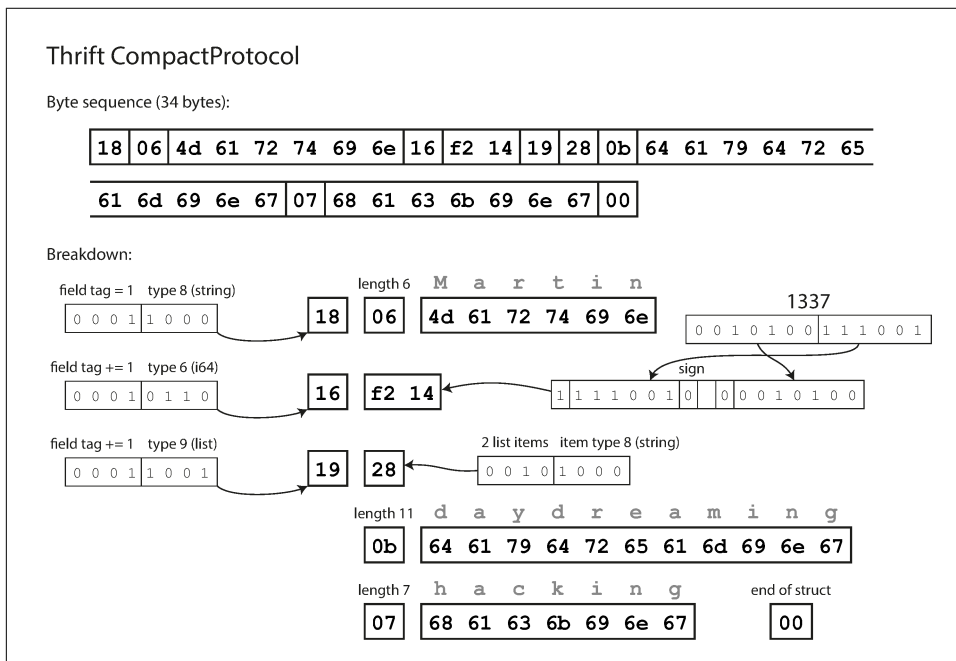 Thrift CompactProtocol
Byte sequence (34 bytes):
18 06 4d 61 72 74 69 6e 16 f2 14 19 28 0b 64 61 79 64 72 65
61 6d 69 6e 67 07 68 61 63 6b 69 6e 67 00
Breakdown:
field tag = 1 type 8 (string)
0 0 0 1 1 0 0 0
18
length 6
06
M a r t i n
4d 61 72 74 69 6e
1337
0 0 1 0 1 0 0 1 1 1 0 0 1
field tag += 1 type 6 (i64)
0 0 0 1 0 1 1 0
16
f2 14
sign
1 1 1 1 0 0 1 0 0 0 0 1 0 1 0 0
field tag += 1 type 9 (list)
0 0 0 1 1 0 0 1
19
28
2 list items item type 8 (string)
0 0 1 0 1 0 0 0
length 11
0b
d a y d r e a m i n g
64 61 79 64 72 65 61 6d 69 6e 67
length 7
07
h a c k i n g
68 61 63 6b 69 6e 67
end of struct
00